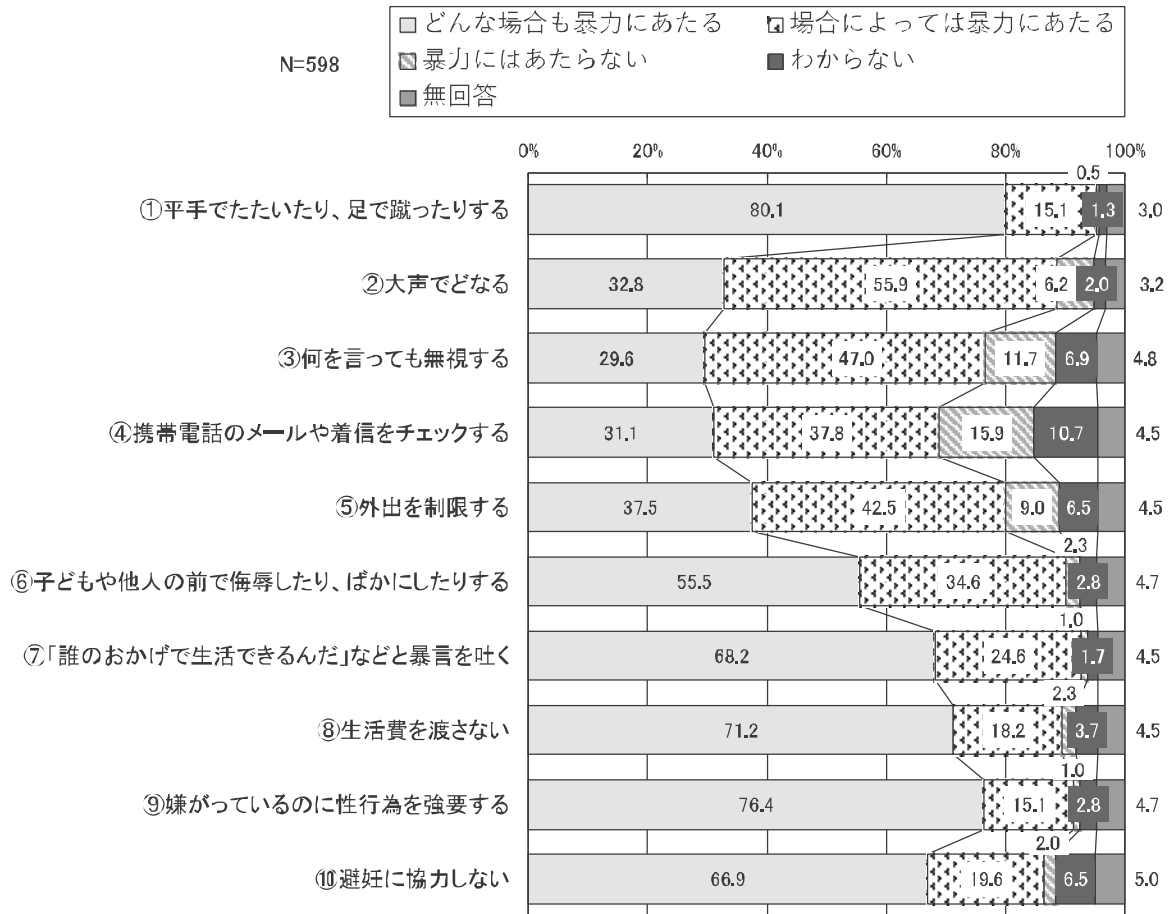 N=598
どんな場合も暴力にあたる 場合によっては暴力にあたる
暴力にはあたらない わからない
無回答
0% 20% 40% 60% 80% 100%
0.5
①平手でたたいたり、足で蹴ったりする 80.1 15.1 1.3 3.0
②大声でどなる 32.8 55.9 6.2 2.0 3.2
③何を言っても無視する 29.6 47.0 11.7 6.9 4.8
④携帯電話のメールや着信をチェックする 31.1 37.8 15.9 10.7 4.5
⑤外出を制限する 37.5 42.5 9.0 6.5 4.5
2.3
⑥子どもや他人の前で侮辱したり、ばかにしたりする 55.5 34.6 2.8 4.7
1.0
⑦「誰のおかげで生活できるんだ」などと暴言を吐く 68.2 24.6 1.7 4.5
2.3
⑧生活費を渡さない 71.2 18.2 3.7 4.5
1.0
⑨嫌がっているのに性行為を強要する 76.4 15.1 2.8 4.7
2.0
⑩避妊に協力しない 66.9 19.6 6.5 5.0